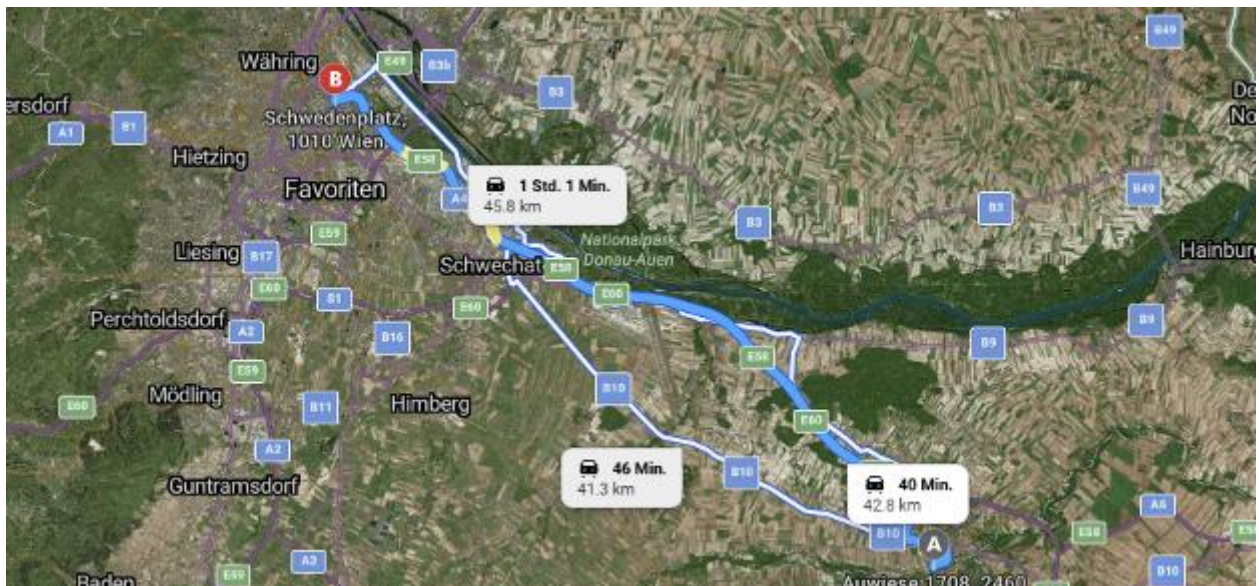 B49
Währing
E49
B3b
B
B3
De
No
ersdorf
A1
B1
Schwedenplatz,
1010 Wien
Hietzing
E58
Favoriten
1 Std. 1 Min.
45.8 km
A4
B49
B3
B3
E59
Liesing
B17
Nationalpark
Donau-Auen
Hainburg
Schwechat
E58
E60
B1
E60
E60
Perchtoldsdorf
A2
B16
B9
B9
E58
E59
Mödling
B10
B11
Himberg
E60
E60
A2
46 Min.
41.3 km
B10
40 Min.
42.8 km
Guntramsdorf
A6
B10
A
E58
E58
A3
E59
B10
Baden
Auwiese 1708, 2460